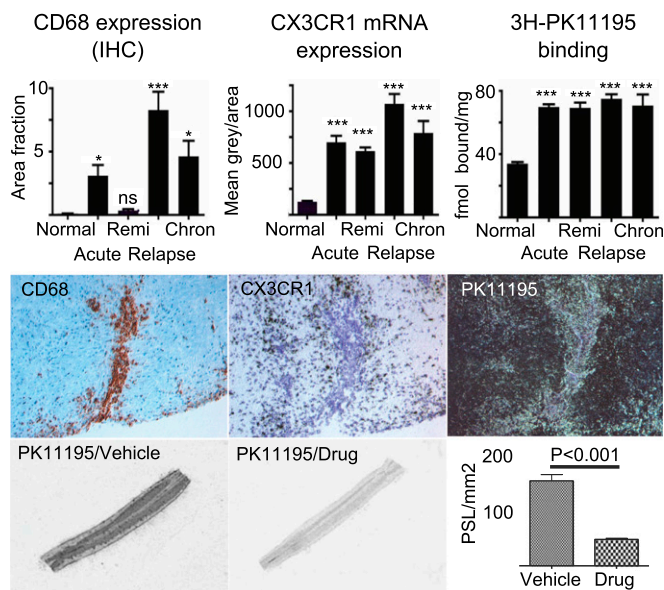 CD68 expression
(IHC)
Area fraction
10
5
***
*
*
ns
Normal Remi Chron
Acute Relapse
CX3CR1 mRNA
expression
Mean grey/area
1000
500
***
***
***
***
Normal Remi Chron
Acute Relapse
3H-PK11195
binding
fmol bound/mg
80
40
0
***
***
***
***
Normal Remi Chron
Acute Relapse
CD68
CX3CR1
PK11195
PK11195/Vehicle
PK11195/Drug
PSL/mm2
200
100
P<0.001
Vehicle Drug